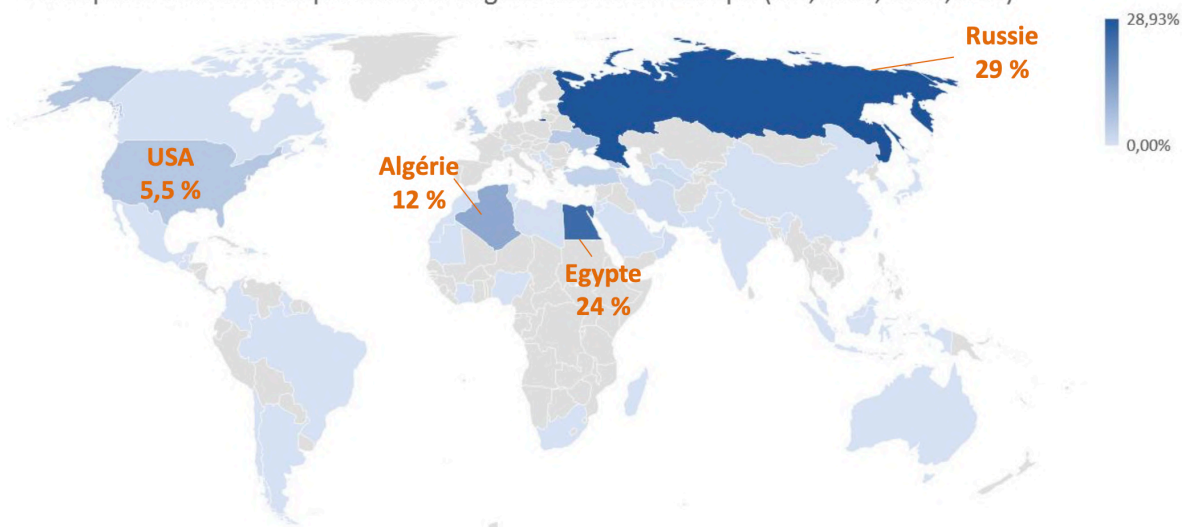 28,93%
Russie
29 %
0,00%
USA
5,5 %
Algérie
12 %
Egypte
24 %